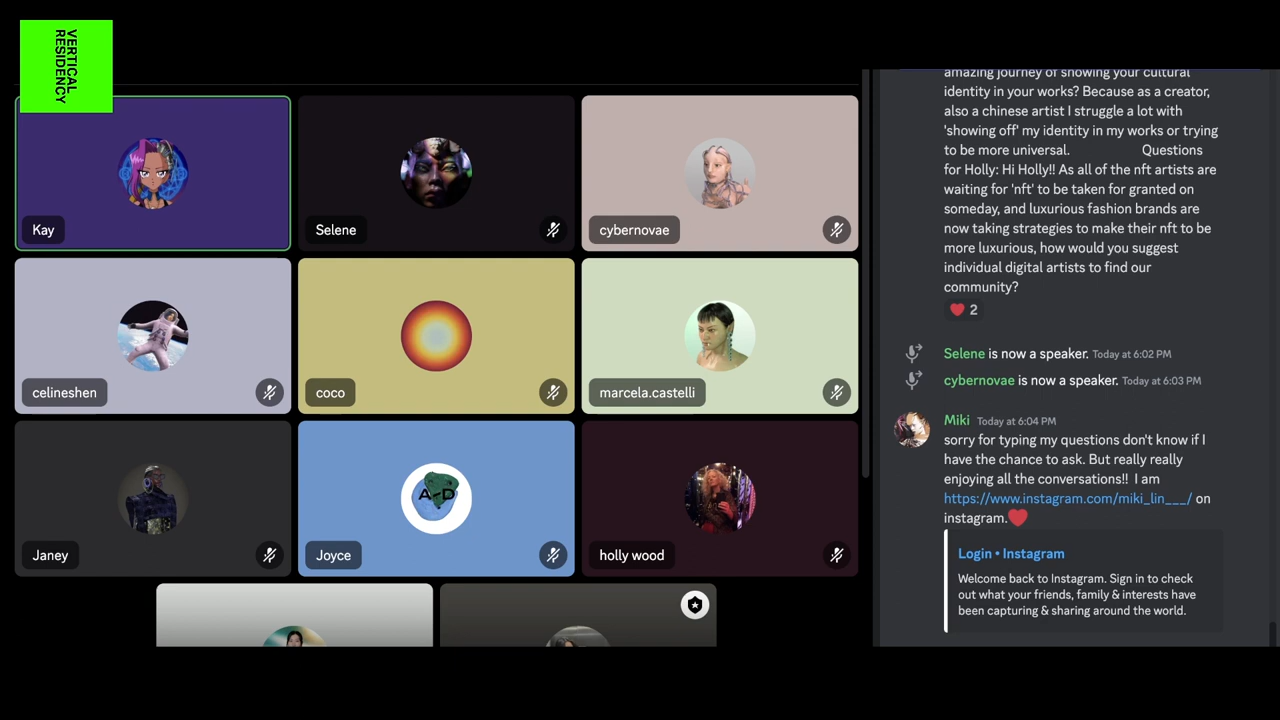 VERTICAL
RESIDENCY
Kay
Selene
cybernovae
celineshen
coco
marcela.castelli
Janey
A-D
Joyce
holly wood
amazing journey of showing your cultural
identity in your works? Because as a creator,
also a chinese artist I struggle a lot with
'showing off' my identity in my works or trying
to be more universal. Questions
for Holly: Hi Holly!! As all of the nft artists are
waiting for 'nft' to be taken for granted on
someday, and luxurious fashion brands are
now taking strategies to make their nft to be
more luxurious, how would you suggest
individual digital artists to find our
community?
❤️ 2
Selene is now a speaker. Today at 6:02 PM
cybernovae is now a speaker. Today at 6:03 PM
Miki Today at 6:04 PM
sorry for typing my questions don't know if I
have the chance to ask. But really really
enjoying all the conversations!! I am
https://www.instagram.com/miki_lin___/ on
instagram.❤️
Login • Instagram
Welcome back to Instagram. Sign in to check
out what your friends, family & interests have
been capturing & sharing around the world.